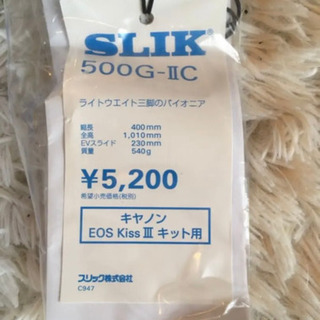 SLIK
500G-ⅡC
ライトウエイト三脚のパイオニア
縮長 400mm
全高 1,010mm
EVスライド 230mm
質量 540g
¥5,200
希望小売価格(税別)
キヤノン
EOS Kiss Ⅲ キット用
スリック株式会社
C947